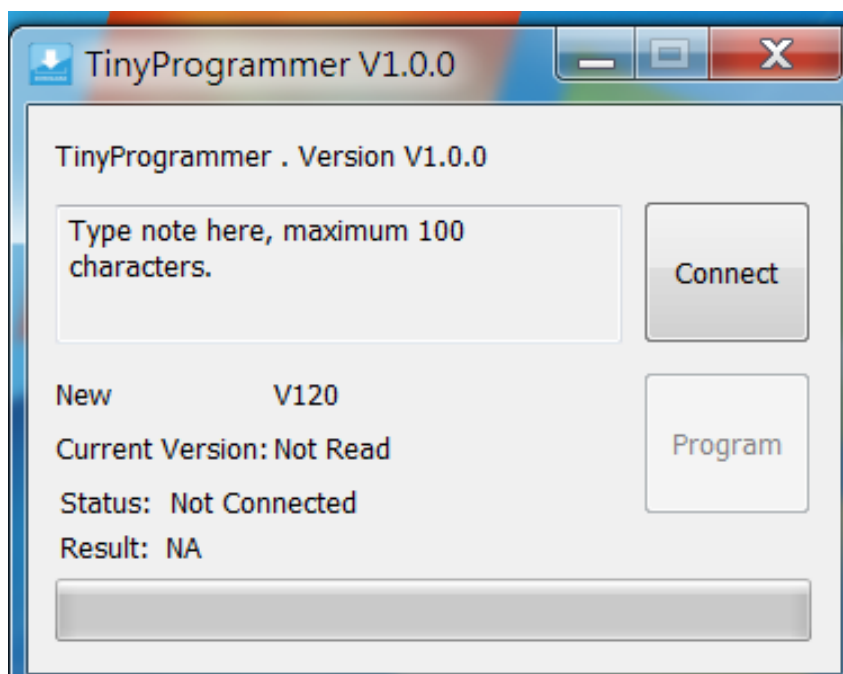 TinyProgrammer V1.0.0
TinyProgrammer . Version V1.0.0
Type note here, maximum 100
characters.
Connect
New V120
Current Version: Not Read
Program
Status: Not Connected
Result: NA